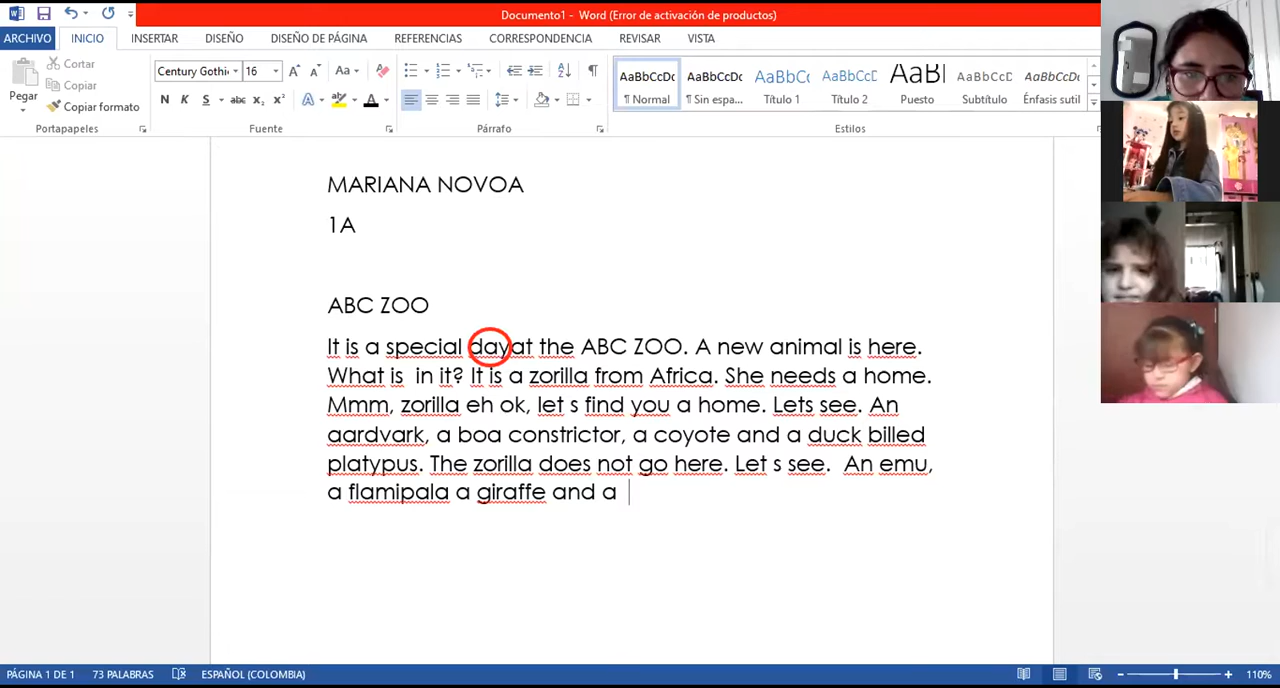 Documento1 - Word (Error de activación de productos)
ARCHIVO INICIO INSERTAR DISEÑO DISEÑO DE PÁGINA REFERENCIAS CORRESPONDENCIA REVISAR VISTA
Pegar
Cortar
Copiar
Copiar formato
Portapapeles
Century Gothi 16
Aa
N K S abc x₂ x² A A
Fuente
Párrafo
AaBbCcDc AaBbCcDc AaBbCc AaBbCcD AaBl AaBbCcD AaBbCcDc
¶ Normal ¶ Sin espa... Título 1 Título 2 Puesto Subtítulo Énfasis sutil
Estilos
MARIANA NOVOA
1A
ABC ZOO
It is a special dayat the ABC ZOO. A new animal is here.
What is  in it? It is a zorilla from Africa. She needs a home.
Mmm, zorilla eh ok, let s find you a home. Lets see. An
aardvark, a boa constrictor, a coyote and a duck billed
platypus. The zorilla does not go here. Let s see.  An emu,
a flamipala a giraffe and a
PÁGINA 1 DE 1 73 PALABRAS ESPAÑOL (COLOMBIA) 110%